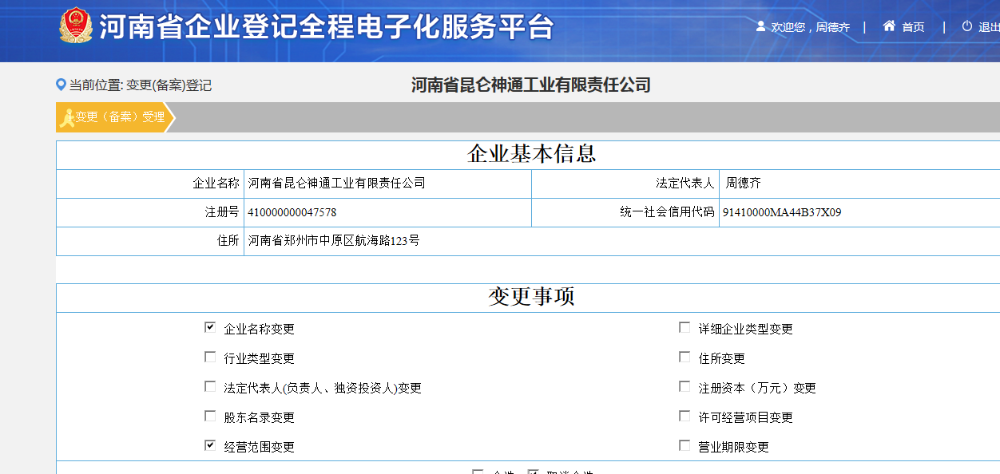 河南省企业登记全程电子化服务平台
欢迎您，周德齐 | 首页 | 退出
当前位置: 变更(备案)登记
河南省昆仑神通工业有限责任公司
变更（备案）受理
企业基本信息
企业名称 河南省昆仑神通工业有限责任公司 法定代表人 周德齐
注册号 410000000047578 统一社会信用代码 91410000MA44B37X09
住所 河南省郑州市中原区航海路123号
变更事项
企业名称变更 详细企业类型变更
行业类型变更 住所变更
法定代表人(负责人、独资投资人)变更 注册资本（万元）变更
股东名录变更 许可经营项目变更
经营范围变更 营业期限变更